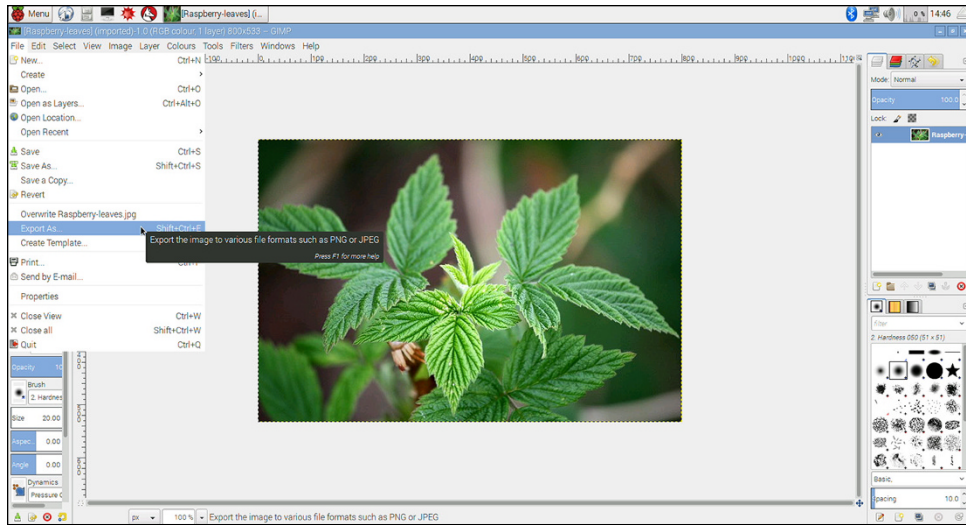 Menu
[Raspberry-leaves] (i...
0 %
14:46
[Raspberry-leaves] (imported)-1.0 (RGB colour 1 layer) 800x533 – GIMP
File Edit Select View Image Layer Colours Tools Filters Windows Help
New... Ctrl+N
Create
Open... Ctrl+O
Open as Layers... Ctrl+Alt+O
Open Location...
Open Recent
Save Ctrl+S
Save As... Shift+Ctrl+S
Save a Copy...
Revert
Overwrite Raspberry-leaves.jpg
Export As... Shift+Ctrl+E
Create Template...
Export the image to various file formats such as PNG or JPEG
Press F1 for more help
Print...
Send by E-mail...
Properties
Close View Ctrl+W
Close all Shift+Ctrl+W
Quit Ctrl+Q
Opacity 10
Brush
2. Hardnes
Size 20.00
Aspec... 0.00
Angle 0.00
Dynamics
Pressure O
px 100 % Export the image to various file formats such as PNG or JPEG
Mode: Normal
Opacity 100.0
Lock:
Raspberry-
filter
2. Hardness 050 (51 × 51)
Basic,
pacing 10.0